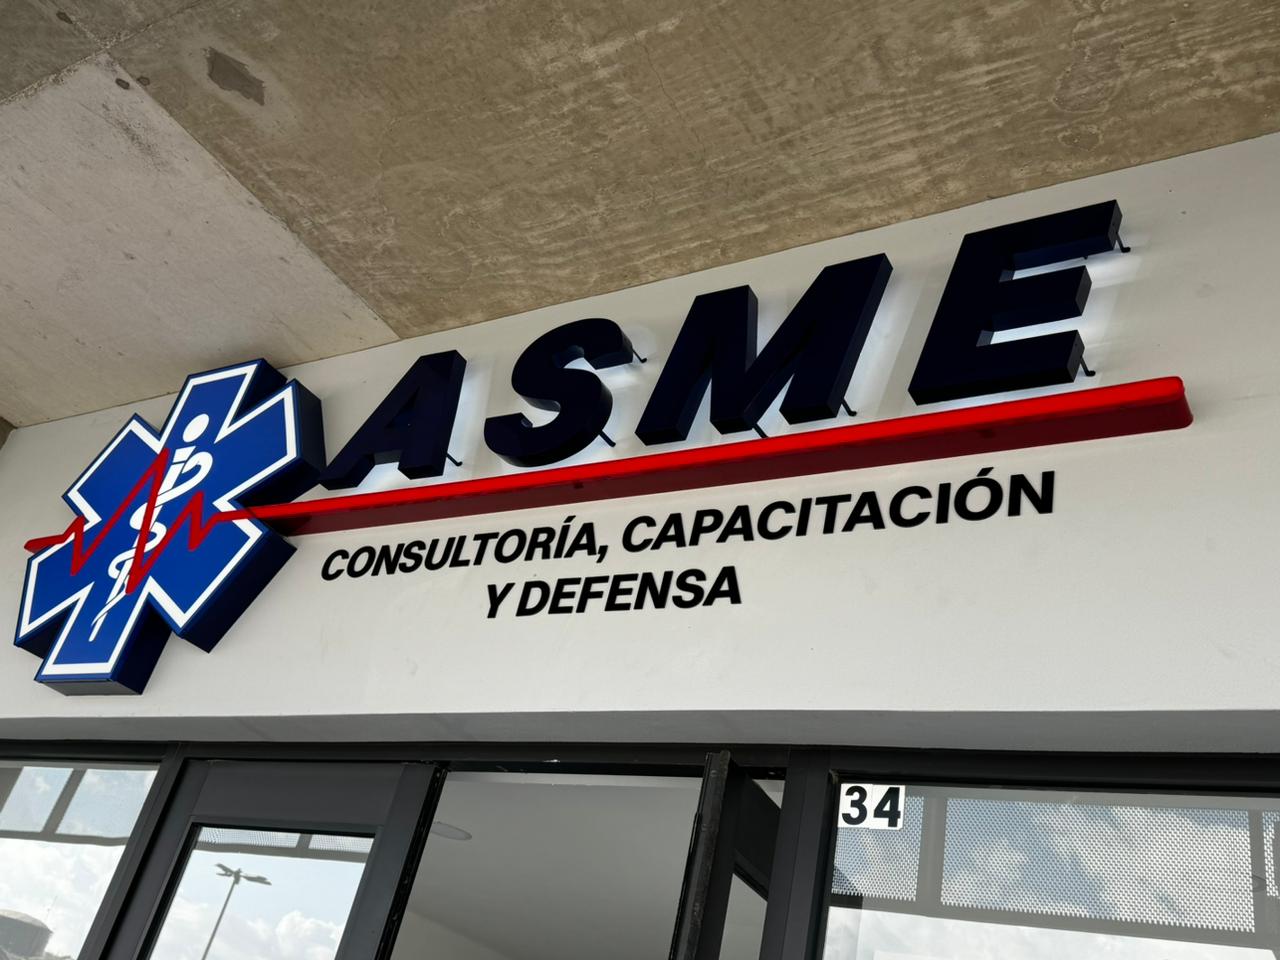 ASME
CONSULTORÍA, CAPACITACIÓN
Y DEFENSA
34